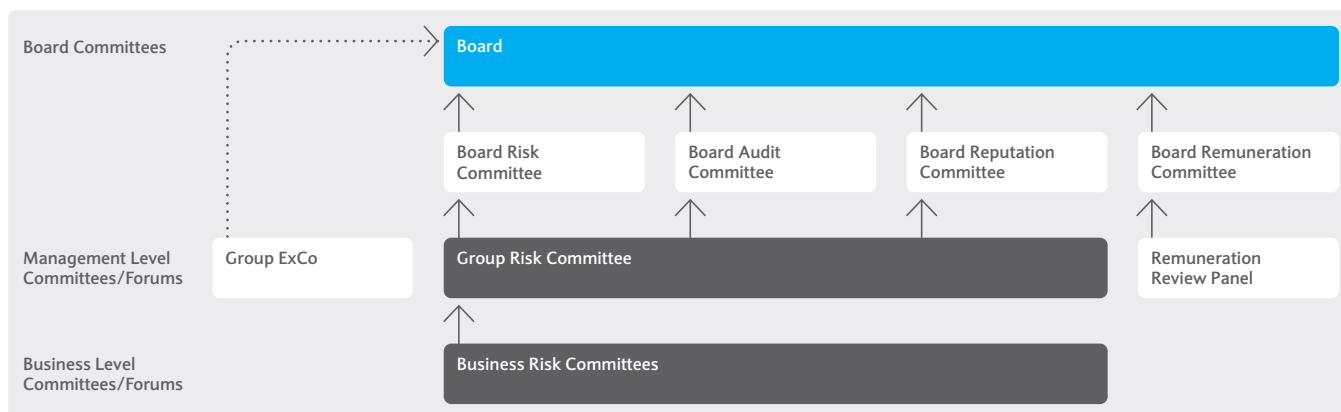 Board Committees
Board
Board Risk
Committee
Board Audit
Committee
Board Reputation
Committee
Board Remuneration
Committee
Management Level
Committees/Forums
Group ExCo
Group Risk Committee
Remuneration
Review Panel
Business Level
Committees/Forums
Business Risk Committees